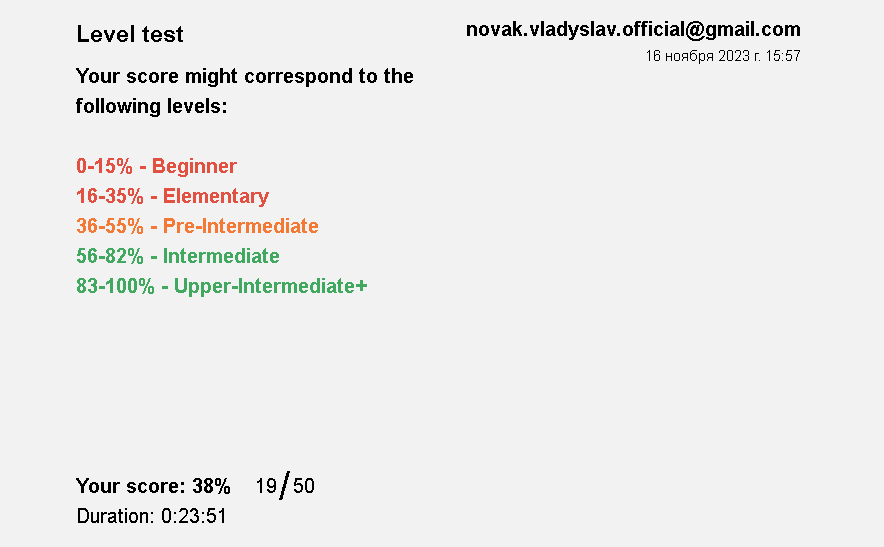 Level test
novak.vladyslav.official@gmail.com
16 ноября 2023 г. 15:57
Your score might correspond to the
following levels:
0-15% - Beginner
16-35% - Elementary
36-55% - Pre-Intermediate
56-82% - Intermediate
83-100% - Upper-Intermediate+
Your score: 38% 19/50
Duration: 0:23:51